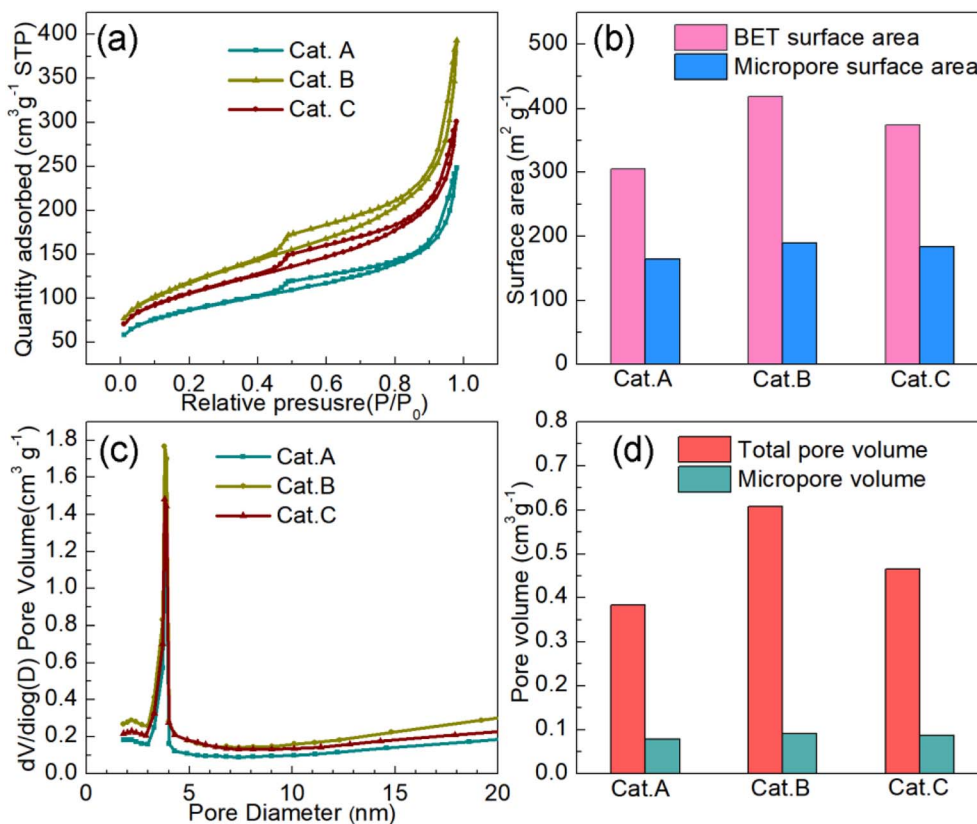 (a)
Cat. A
Cat. B
Cat. C
Quantity adsorbed (cm³g⁻¹ STP)
400
350
300
250
200
150
100
50
0.0 0.2 0.4 0.6 0.8 1.0
Relative presusre(P/P₀)
(b)
BET surface area
Micropore surface area
Surface area (m² g⁻¹)
500
400
300
200
100
0
Cat.A Cat.B Cat.C
(c)
Cat.A
Cat.B
Cat.C
dV/dlog(D) Pore Volume(cm³ g⁻¹)
1.8
1.6
1.4
1.2
1.0
0.8
0.6
0.4
0.2
0.0
0 5 10 15 20
Pore Diameter (nm)
(d)
Total pore volume
Micropore volume
Pore volume (cm³g⁻¹)
0.8
0.7
0.6
0.5
0.4
0.3
0.2
0.1
0.0
Cat.A Cat.B Cat.C